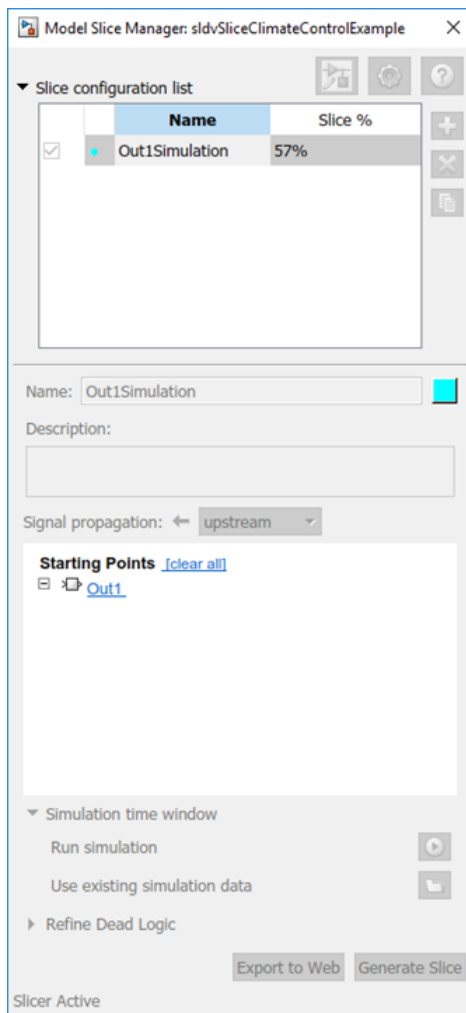 Model Slice Manager: sldvSliceClimateControlExample
Slice configuration list
?
Name Slice %
Out1Simulation 57%
Name: Out1Simulation
Description:
Signal propagation: upstream
Starting Points [clear all]
Out1
Simulation time window
Run simulation
Use existing simulation data
Refine Dead Logic
Export to Web Generate Slice
Slicer Active